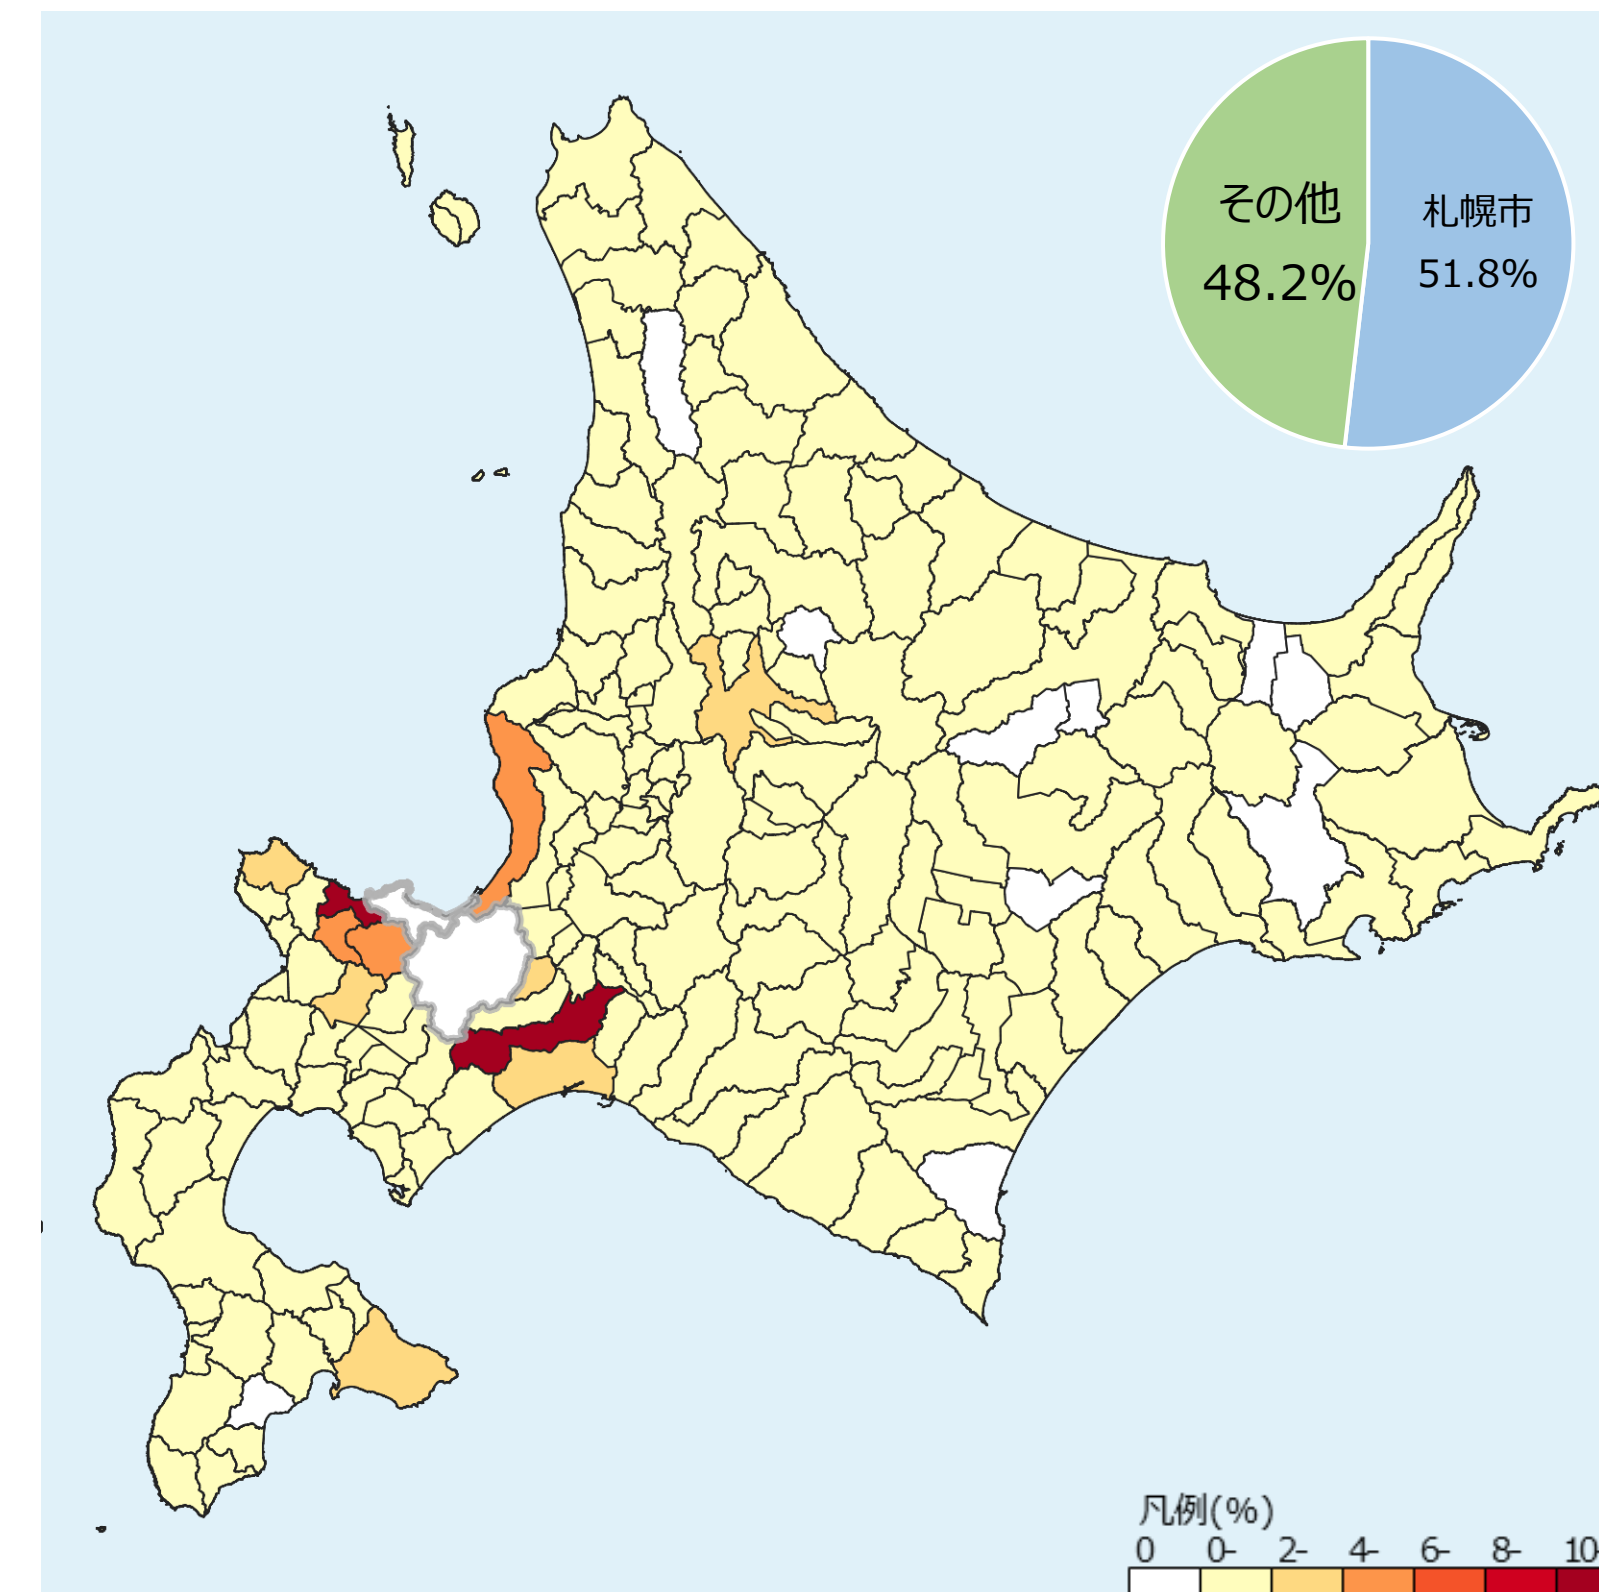 その他
48.2%
札幌市
51.8%
凡例(%)
0 0- 2- 4- 6- 8- 10-